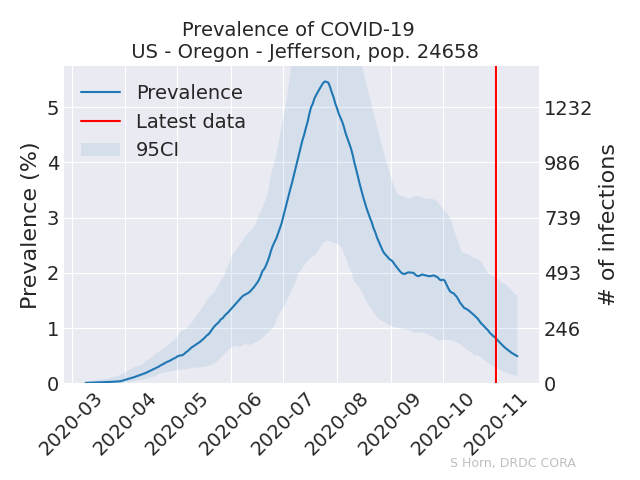 Prevalence of COVID-19
US - Oregon - Jefferson, pop. 24658
Prevalence
Latest data
95CI
Prevalence (%)
5
4
3
2
1
0
1232
986
739
493
246
0
# of infections
2020-03
2020-04
2020-05
2020-06
2020-07
2020-08
2020-09
2020-10
2020-11
S Horn, DRDC CORA